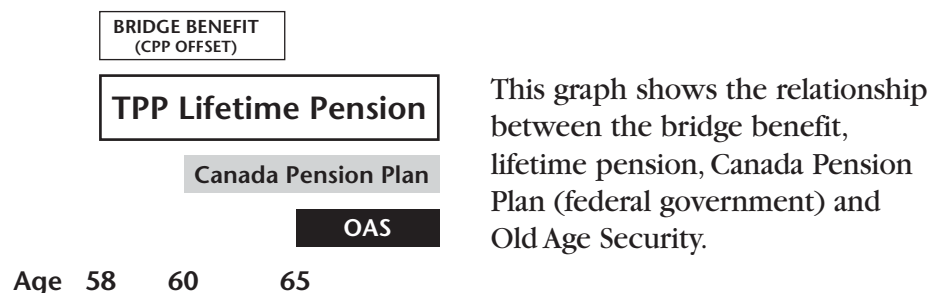 BRIDGE BENEFIT
(CPP OFFSET)
TPP Lifetime Pension
Canada Pension Plan
OAS
Age 58 60 65
This graph shows the relationship
between the bridge benefit,
lifetime pension, Canada Pension
Plan (federal government) and
Old Age Security.